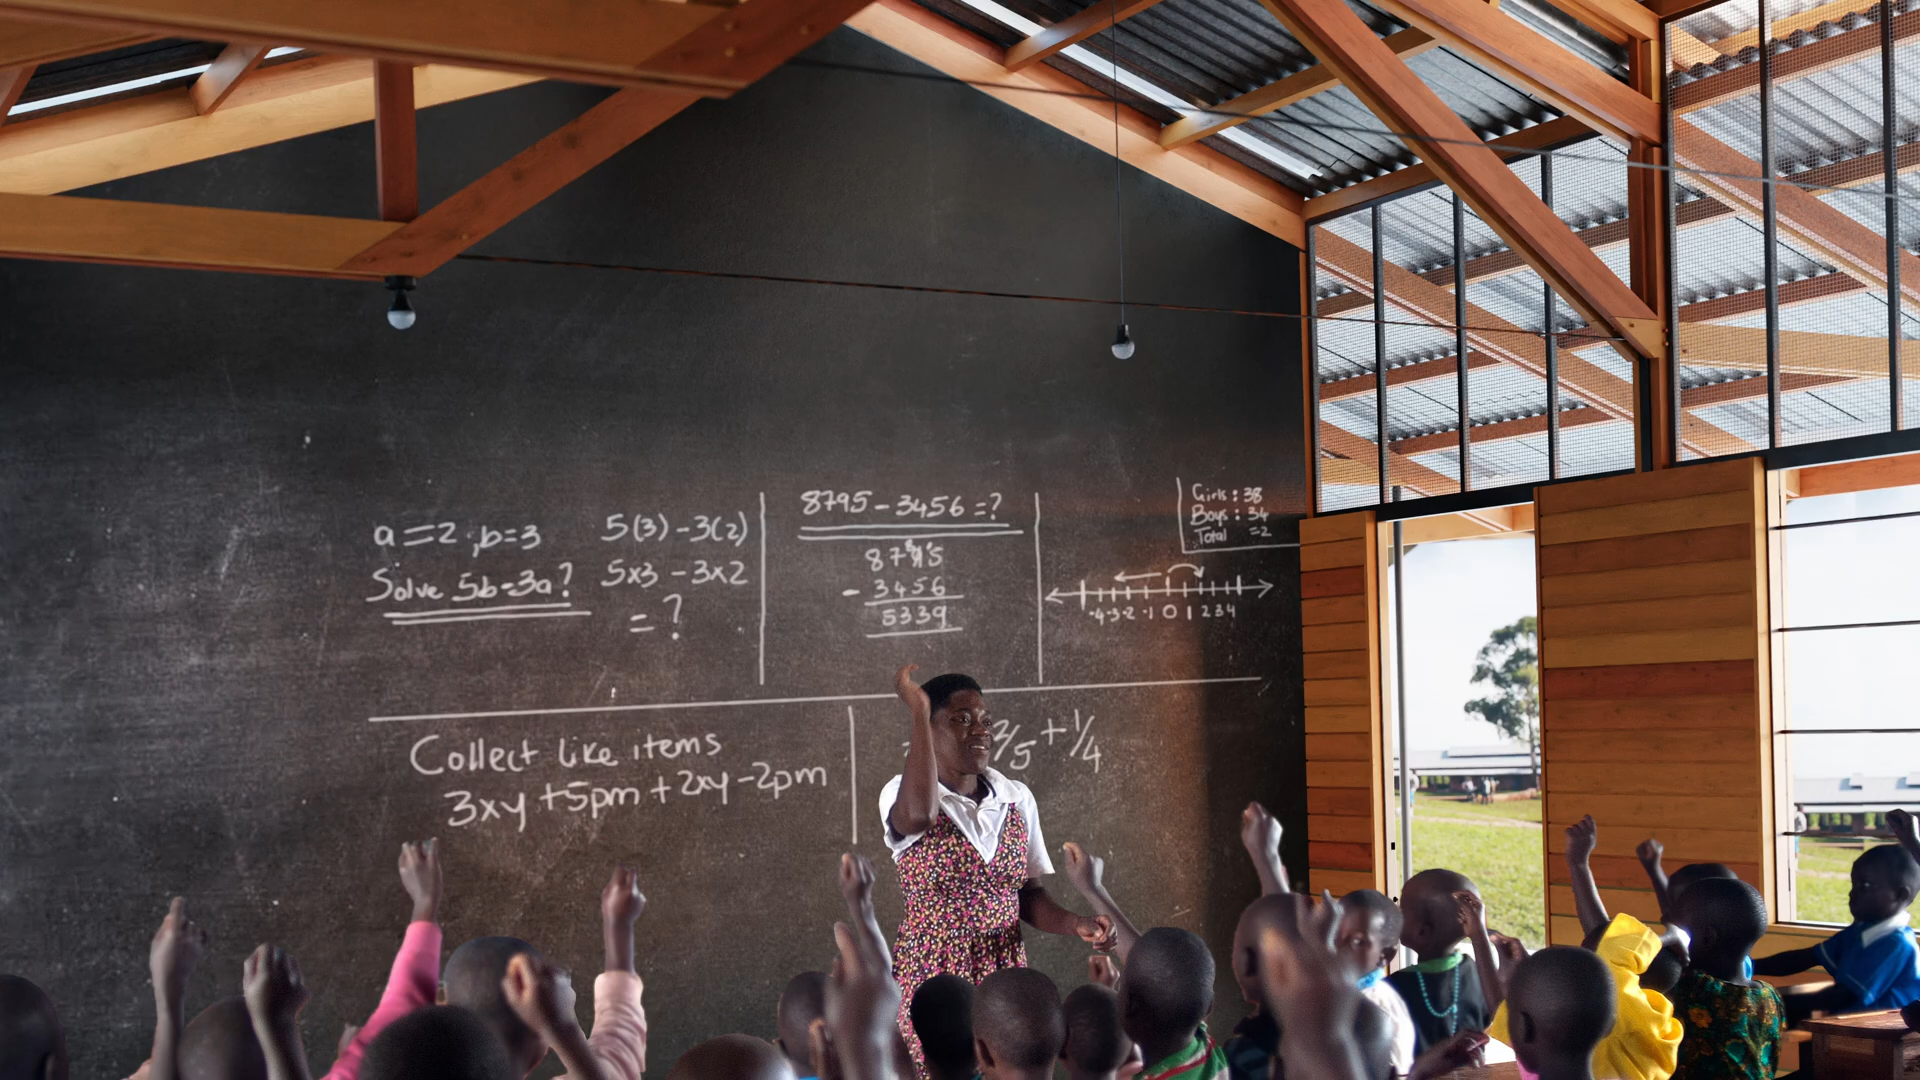 a=2, b=3
Solve 5b-3a?
5(3)-3(2)
5x3-3x2
=?
8795-3456=?
8795
-3456
5339
Girls: 38
Boys: 34
Total =2
-4-3-2 -1 0 1 2 3 4
Collect like items
3xy+5pm+2xy-2pm
2/5+1/4